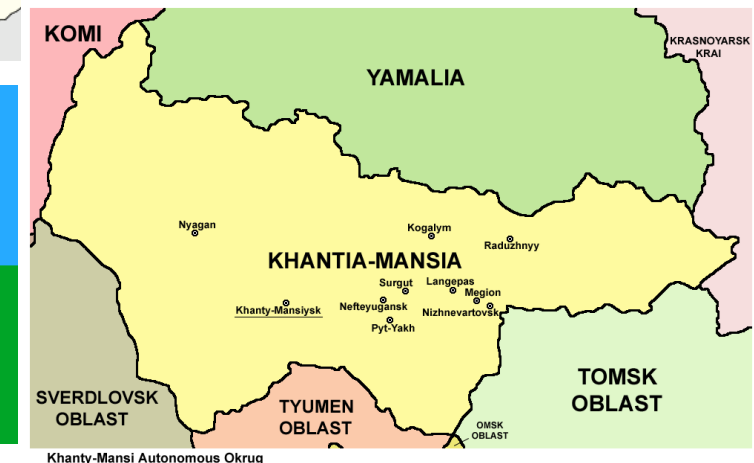 KOMI
KRASNOYARSK
KRAI
YAMALIA
Nyagan
Kogalym
Raduzhnyy
KHANTIA-MANSIA
Surgut
Langepas
Megion
Khanty-Mansiysk
Nefteyugansk
Nizhnevartovsk
Pyt-Yakh
SVERDLOVSK
OBLAST
TYUMEN
OBLAST
OMSK
OBLAST
TOMSK
OBLAST
Khanty-Mansi Autonomous Okrug